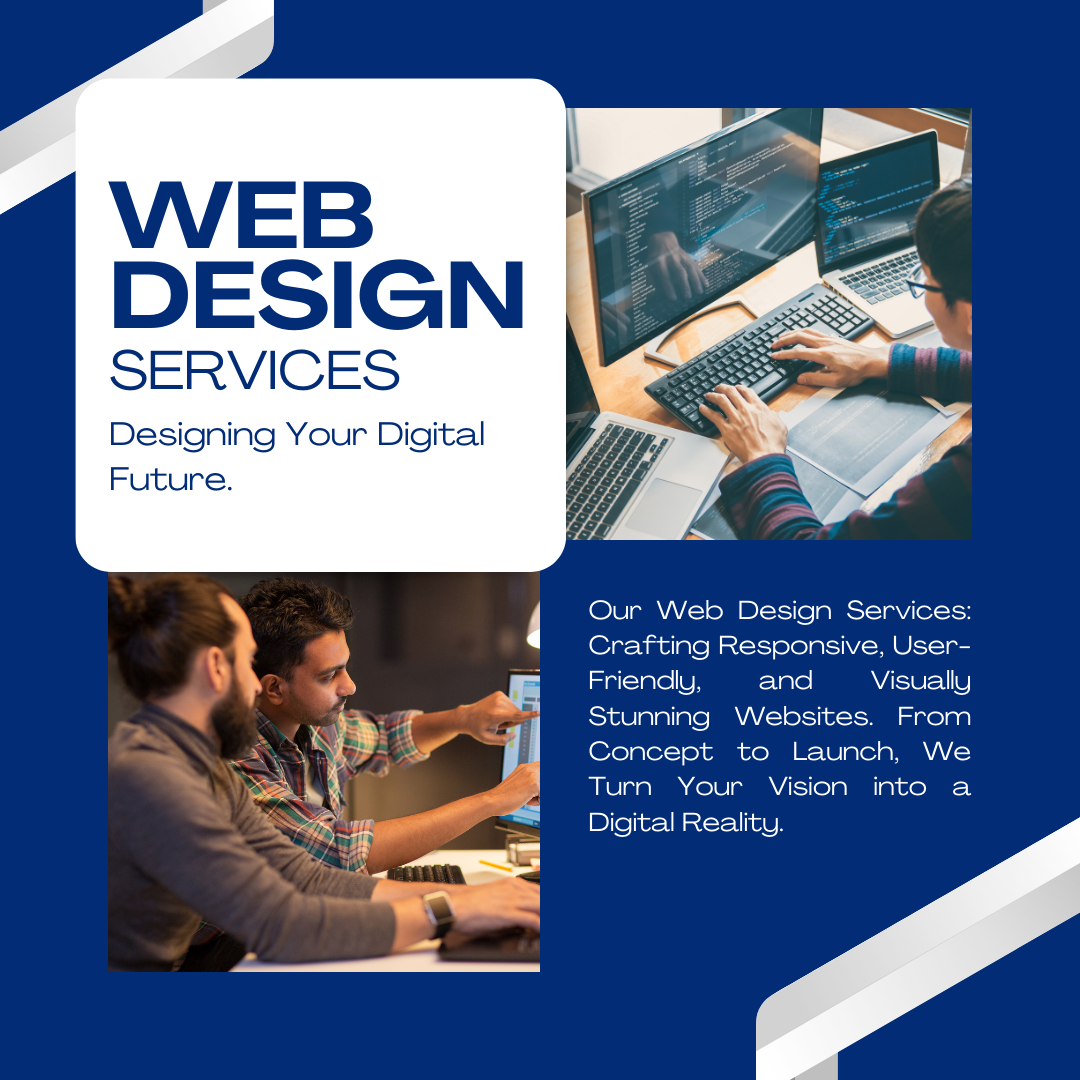 WEB
DESIGN
SERVICES
Designing Your Digital
Future.
Our Web Design Services:
Crafting Responsive, User-
Friendly, and Visually
Stunning Websites. From
Concept to Launch, We
Turn Your Vision into a
Digital Reality.